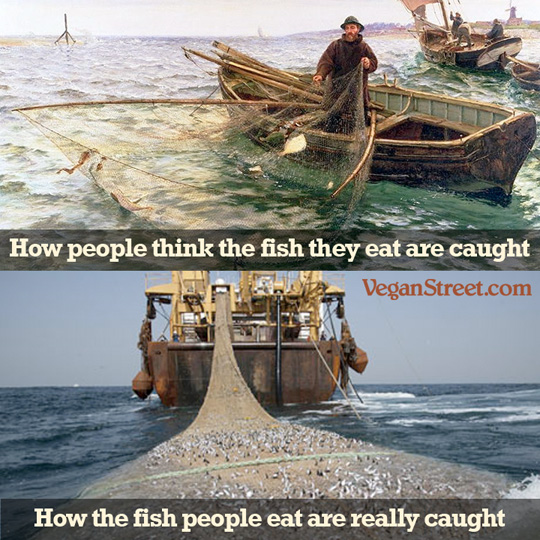 How people think the fish they eat are caught
VeganStreet.com
How the fish people eat are really caught